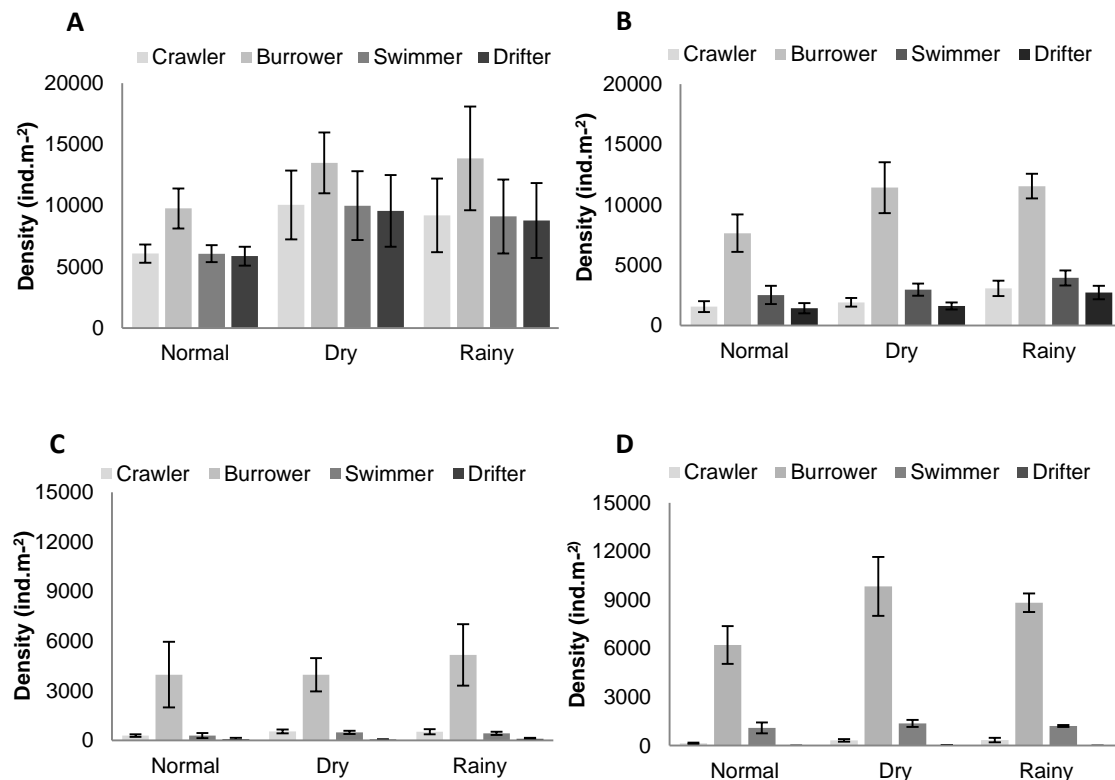 A
Crawler Burrower Swimmer Drifter
Density (ind.m-²)
20000
15000
10000
5000
0
Normal Dry Rainy
B
Crawler Burrower Swimmer Drifter
Density (ind.m-²)
20000
15000
10000
5000
0
Normal Dry Rainy
C
Crawler Burrower Swimmer Drifter
Density (ind.m-²)
15000
12000
9000
6000
3000
0
Normal Dry Rainy
D
Crawler Burrower Swimmer Drifter
Density (ind.m-²)
15000
12000
9000
6000
3000
0
Normal Dry Rainy